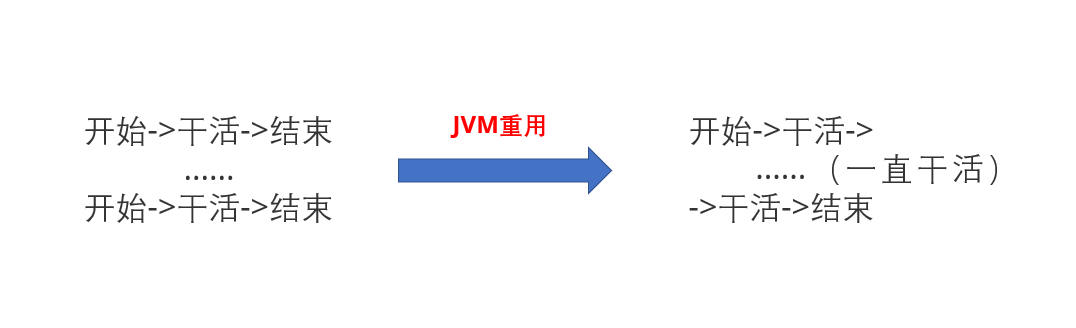 开始->干活->结束
......
开始->干活->结束
JVM重用
开始->干活->
......（一直干活）
->干活->结束